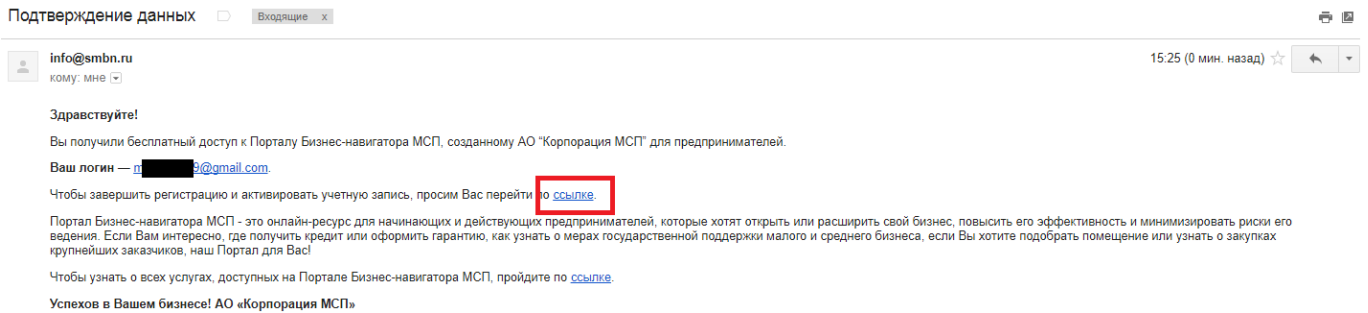 Подтверждение данных Входящие x
info@smbn.ru 15:25 (0 мин. назад)
кому: мне
Здравствуйте!
Вы получили бесплатный доступ к Порталу Бизнес-навигатора МСП, созданному АО “Корпорация МСП” для предпринимателей.
Ваш логин — m 9@gmail.com.
Чтобы завершить регистрацию и активировать учетную запись, просим Вас перейти по ссылке.
Портал Бизнес-навигатора МСП - это онлайн-ресурс для начинающих и действующих предпринимателей, которые хотят открыть или расширить свой бизнес, повысить его эффективность и минимизировать риски его
ведения. Если Вам интересно, где получить кредит или оформить гарантию, как узнать о мерах государственной поддержки малого и среднего бизнеса, если Вы хотите подобрать помещение или узнать о закупках
крупнейших заказчиков, наш Портал для Вас!
Чтобы узнать о всех услугах, доступных на Портале Бизнес-навигатора МСП, пройдите по ссылке.
Успехов в Вашем бизнесе! АО «Корпорация МСП»